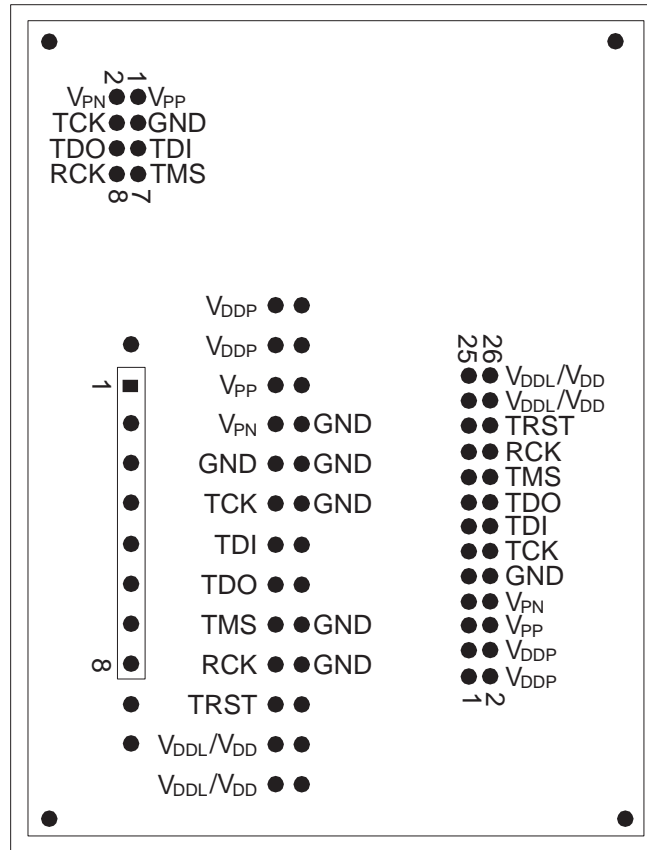 2 1
VPN VPP
TCK GND
TDO TDI
RCK TMS
8 7
VDDP
VDDP
1 VPP
VPN GND
GND GND
TCK GND
TDI
TDO
TMS GND
8 RCK GND
TRST
VDDL/VDD
VDDL/VDD
25 26
VDDL/VDD
VDDL/VDD
TRST
RCK
TMS
TDO
TDI
TCK
GND
VPN
VPP
VDDP
VDDP
1 2